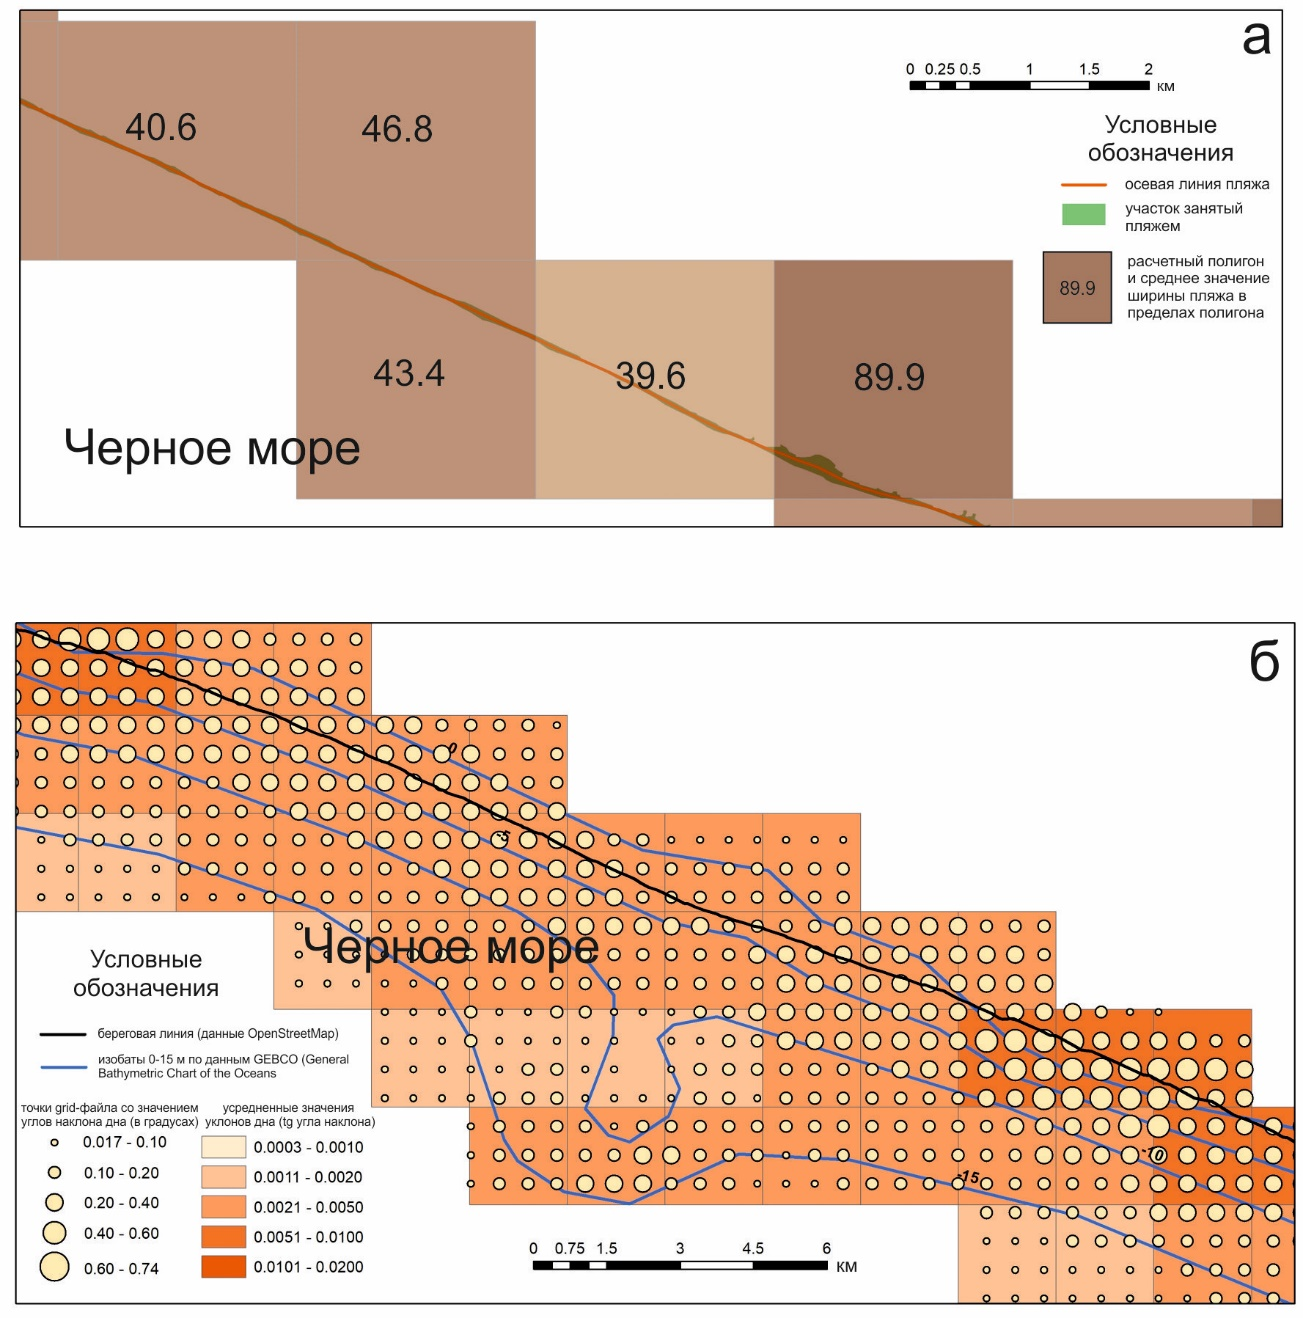 а
0 0.25 0.5 1 1.5 2
км
Условные
обозначения
осевая линия пляжа
участок занятый
пляжем
89.9
расчетный полигон
и среднее значение
ширины пляжа в
пределах полигона
40.6
46.8
43.4
39.6
89.9
Черное море
б
0
-5
-10
-15
Черное море
Условные
обозначения
береговая линия (данные OpenStreetMap)
изобаты 0-15 м по данным GEBCO (General
Bathymetric Chart of the Oceans
точки grid-файла со значением
углов наклона дна (в градусах)
0.017 - 0.10
0.10 - 0.20
0.20 - 0.40
0.40 - 0.60
0.60 - 0.74
усредненные значения
уклонов дна (tg угла наклона)
0.0003 - 0.0010
0.0011 - 0.0020
0.0021 - 0.0050
0.0051 - 0.0100
0.0101 - 0.0200
0 0.75 1.5 3 4.5 6
км